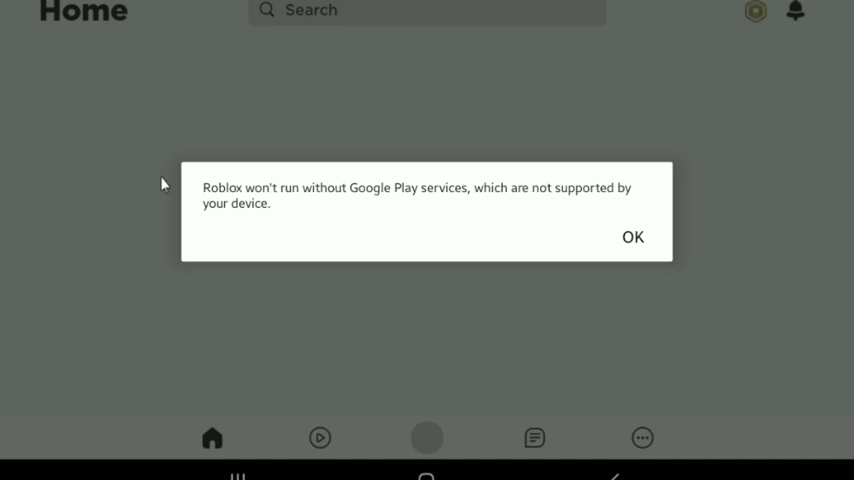 Home
Search
Roblox won't run without Google Play services, which are not supported by
your device.
OK